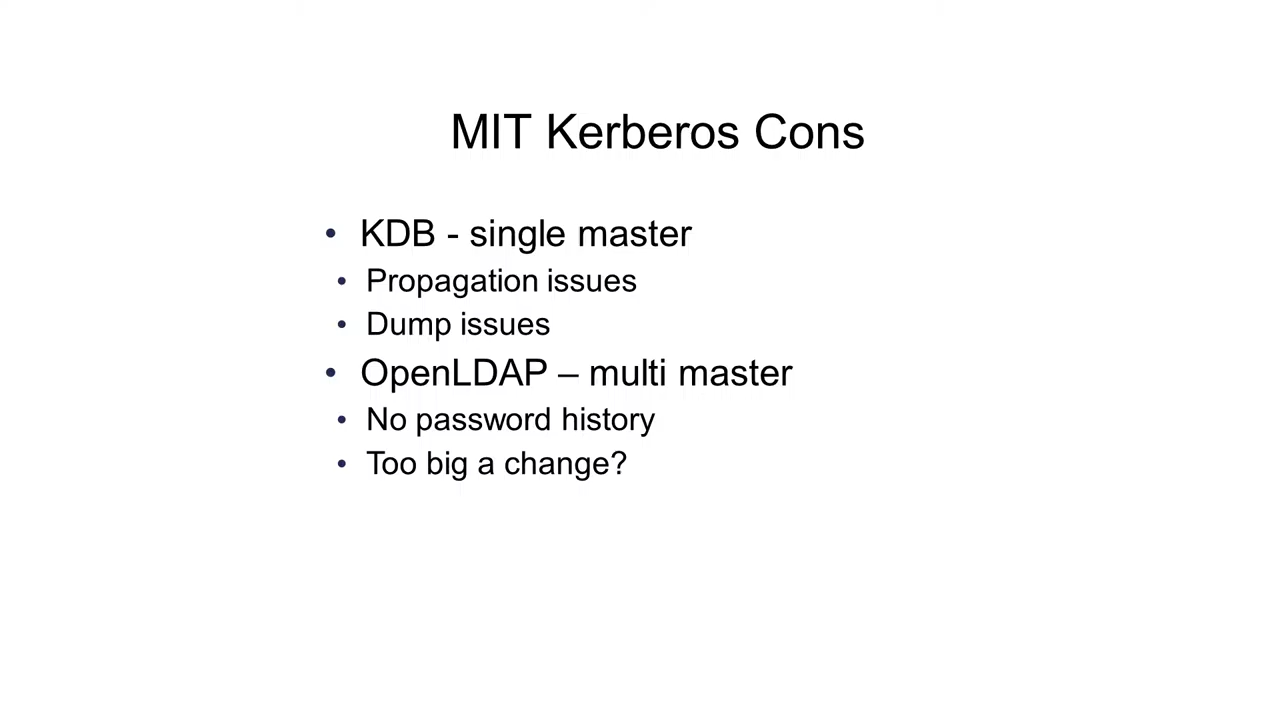 MIT Kerberos Cons
• KDB - single master
• Propagation issues
• Dump issues
• OpenLDAP – multi master
• No password history
• Too big a change?